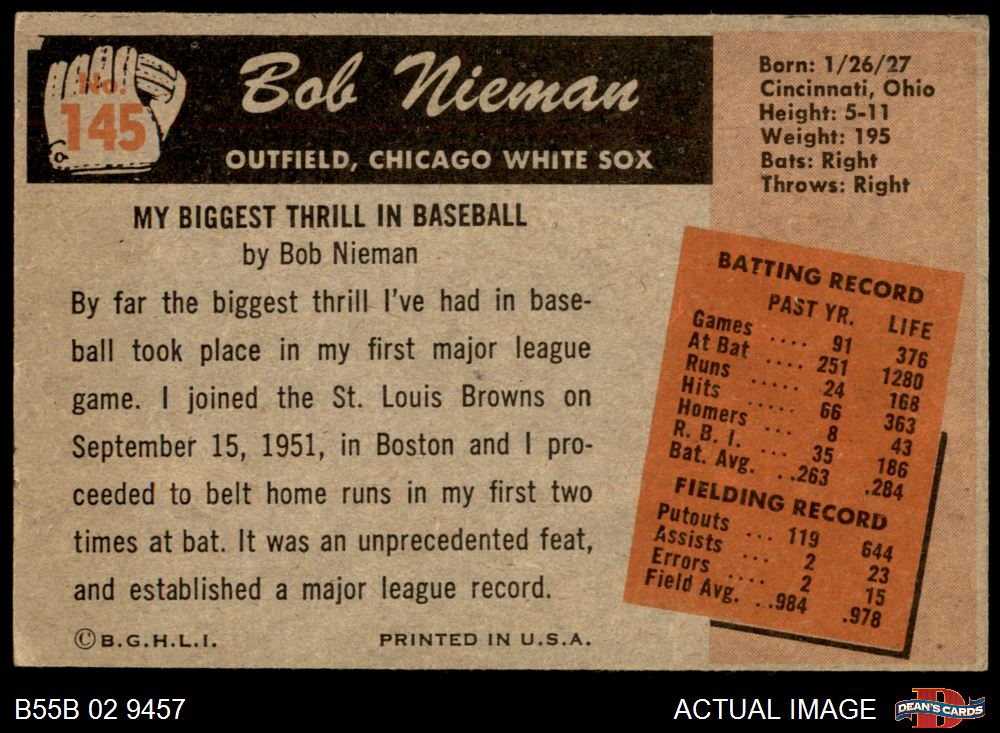 No.
145
Bob Nieman
OUTFIELD, CHICAGO WHITE SOX
Born: 1/26/27
Cincinnati, Ohio
Height: 5-11
Weight: 195
Bats: Right
Throws: Right
MY BIGGEST THRILL IN BASEBALL
by Bob Nieman
By far the biggest thrill I've had in base-
ball took place in my first major league
game. I joined the St. Louis Browns on
September 15, 1951, in Boston and I pro-
ceeded to belt home runs in my first two
times at bat. It was an unprecedented feat,
and established a major league record.
BATTING RECORD
PAST YR. LIFE
Games .... 91 376
At Bat .... 251 1280
Runs ..... 24 168
Hits ..... 66 363
Homers ... 8 43
R. B. I. ... 35 186
Bat. Avg. ..263 .284
FIELDING RECORD
Putouts ... 119 644
Assists ... 2 23
Errors .... 2 15
Field Avg. ..984 .978
©B.G.H.L.I. PRINTED IN U.S.A.
B55B 02 9457
ACTUAL IMAGE
DEAN'S CARDS